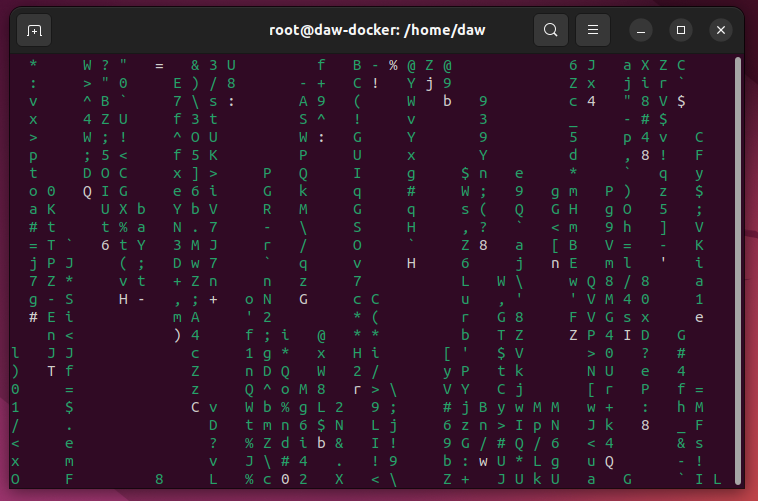 root@daw-docker: /home/daw
* W ? " = & 3 U f B - % @ Z @ 6 J a X Z C
: > " 0 E ) / 8 - + C ! Y j 9 Z x j i r `
v ^ B ` 7 \ s : A 9 ( W b 9 c 4 " 8 V $
x 4 Z U f 3 t S ^ ! v 3 _ - # $
> W ; ! ^ O U W : G Y 9 5 p 4 v C
p ; 5 < f 5 K P U x Y d , 8 ! F
t D O C x ] > P Q I g $ n e * ` q y
o 0 Q I G e 6 i G k q # W ; 9 g m P ) z $
a K U X b Y b V R M G q s ( Q G H g O 5 ;
# t t % a N . 7 - \ S H , ? ` < m 9 h ] V
= T ` 6 t Y 3 M J r / O ` Z 8 a [ B V = - K
j P J ( ; D w 7 ` q v H 6 j n E m l ' i
7 Z * v t + Z n n z 7 L W \ w Q 8 / 8 a
g - S H - , ; + o N G c C u , ' ' V M 4 0 1
# E i m A ' 2 * ( r G 8 F V G s x e
n < ) 4 f ; i @ * * b T Z Z P 4 I D G
l J J c 1 g * x H i [ ' $ V > 0 ? #
) T f Z n D Q W 2 / y P t k N U e 4
0 = z Q ^ o M 8 r > \ V Y C j [ r P f =
1 $ C v W b % g L 2 9 ; # j B y w M M w + : h M
/ . D t m n 6 $ N L j 6 z n > I p N J k 8 _ F
< e ? % Z d i b & I ! 9 G / # Q / 6 < 4 & s
x m v J \ # 4 . ! 9 b : w U * L g u Q - !
O F 8 L % c 0 2 X < \ Z + J U k U a G ` I L